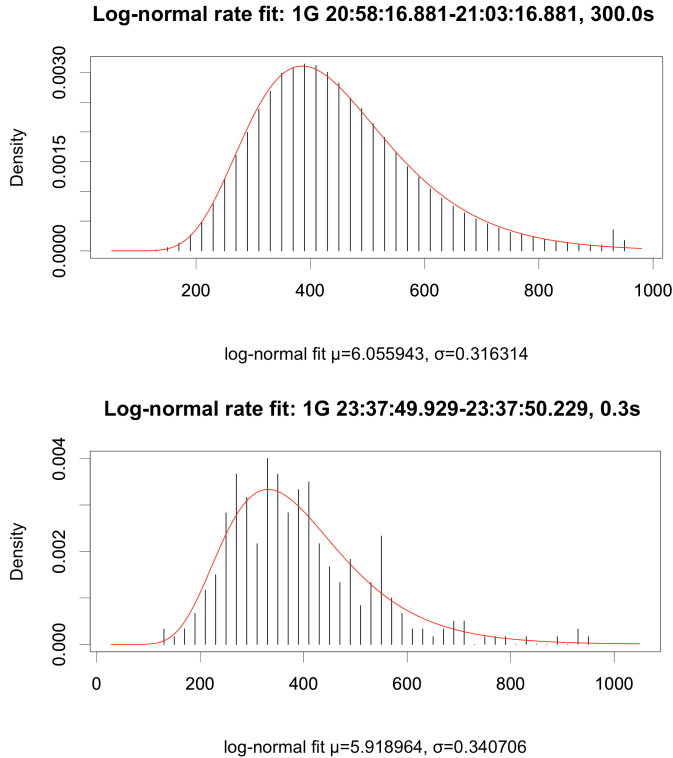 Log-normal rate fit: 1G 20:58:16.881-21:03:16.881, 300.0s
Density
0.0030
0.0015
0.0000
200 400 600 800 1000
log-normal fit μ=6.055943, σ=0.316314
Log-normal rate fit: 1G 23:37:49.929-23:37:50.229, 0.3s
Density
0.004
0.002
0.000
0 200 400 600 800 1000
log-normal fit μ=5.918964, σ=0.340706